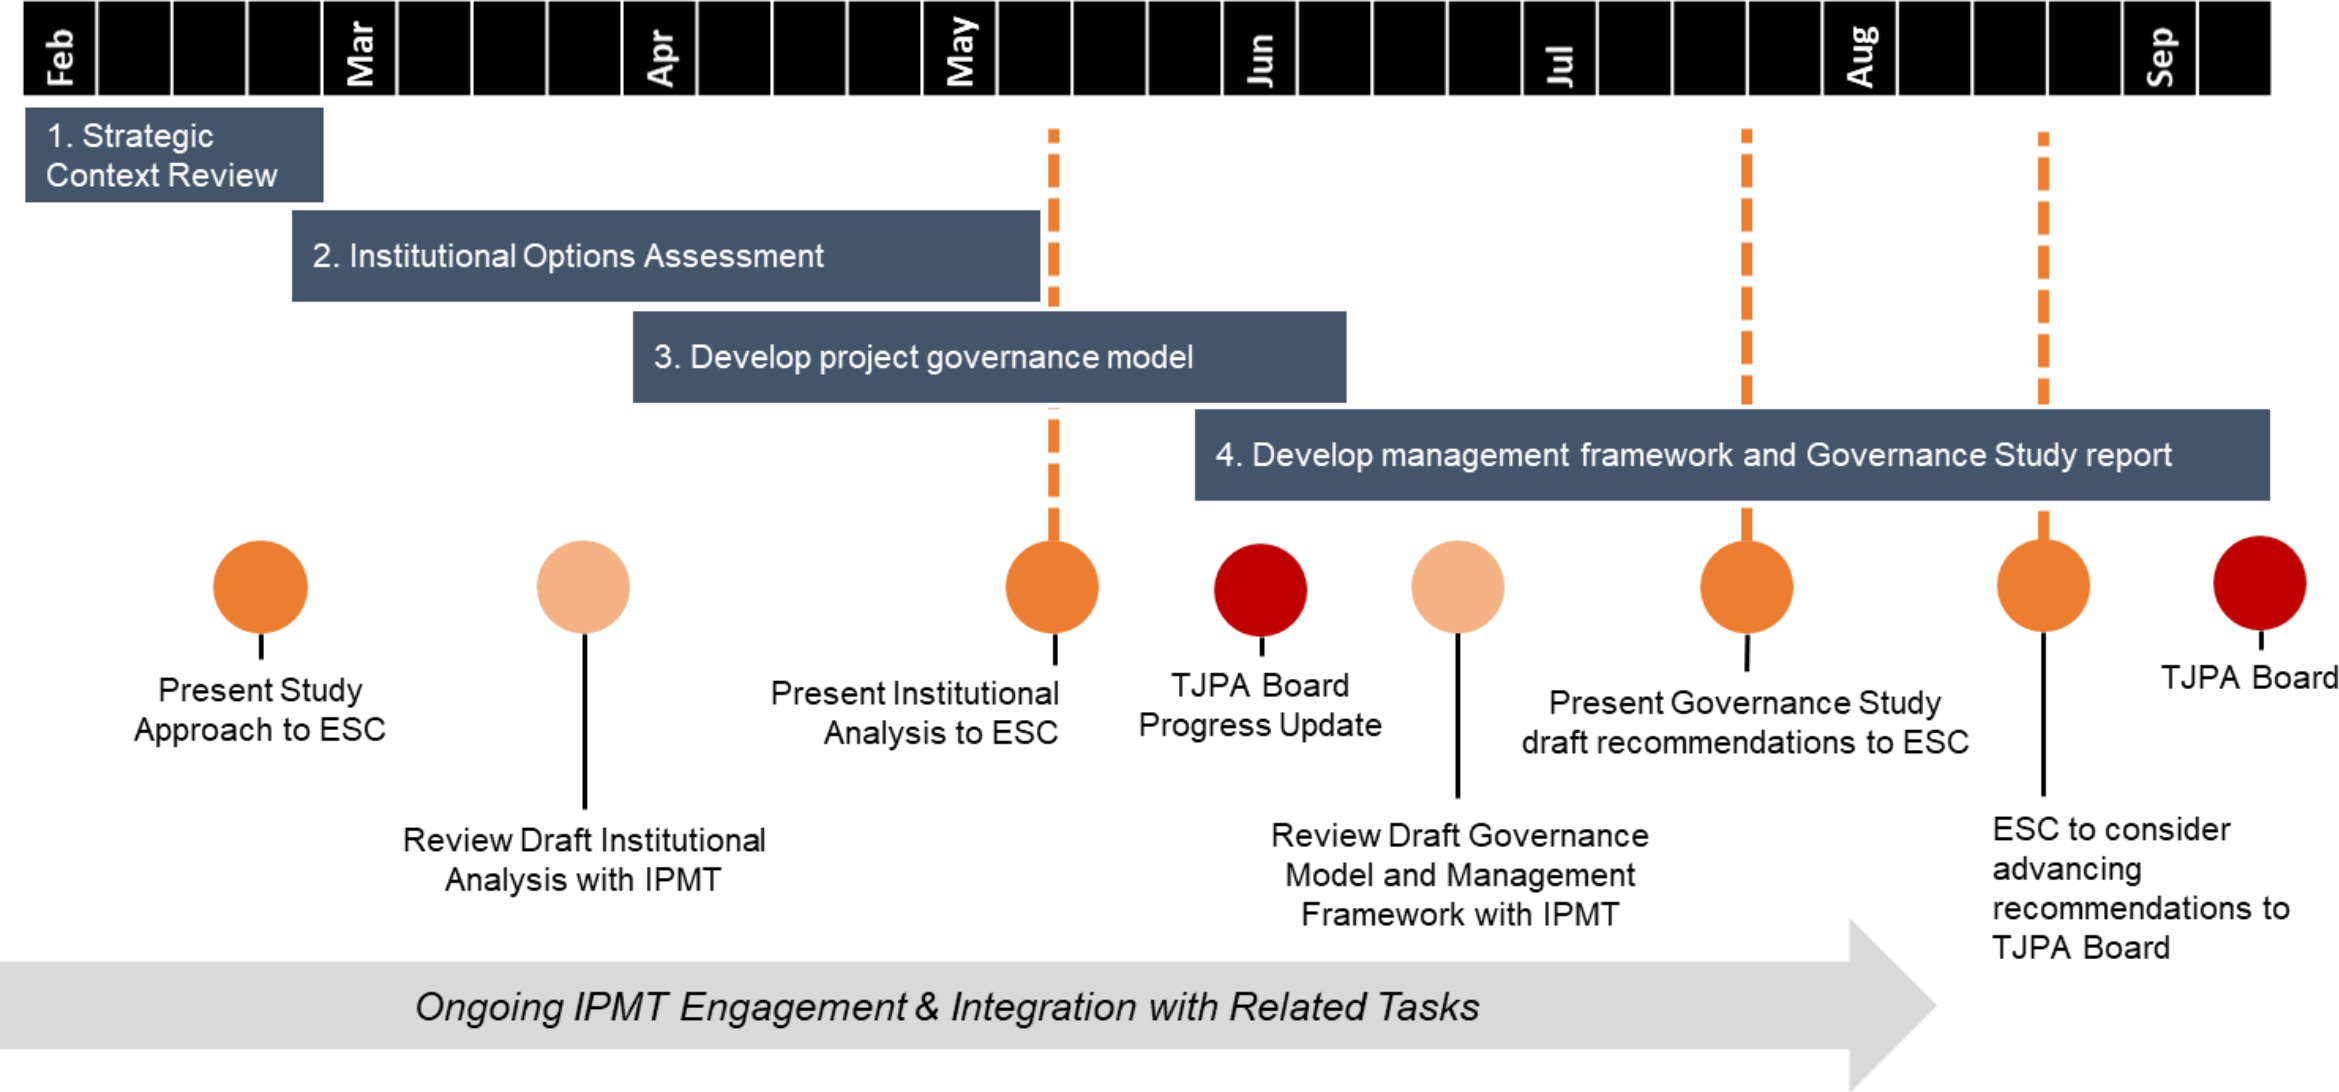 Feb
Mar
Apr
May
Jun
Jul
Aug
Sep
1. Strategic
Context Review
2. Institutional Options Assessment
3. Develop project governance model
4. Develop management framework and Governance Study report
Present Study
Approach to ESC
Review Draft Institutional
Analysis with IPMT
Present Institutional
Analysis to ESC
TJPA Board
Progress Update
Review Draft Governance
Model and Management
Framework with IPMT
Present Governance Study
draft recommendations to ESC
ESC to consider
advancing
recommendations to
TJPA Board
TJPA Board
Ongoing IPMT Engagement & Integration with Related Tasks